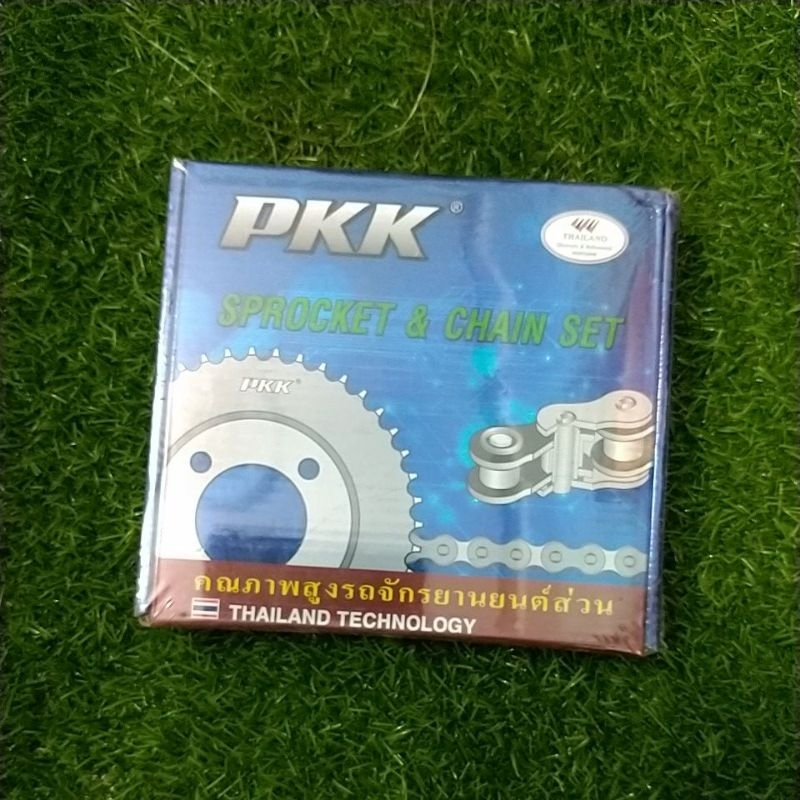 PKK®
THAILAND
SPROCKET & CHAIN SET
PKK
คณภาพสูงรถจักรยานยนต์ส่วน
THAILAND TECHNOLOGY